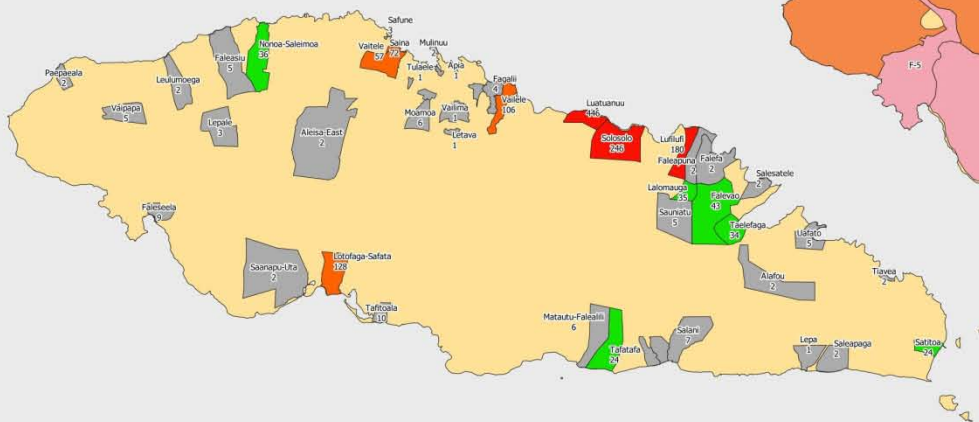 Safune
3
Nonoa-Saleimoa
36
Saina
72
Mulinuu
2
Vaitele
57
Faleasiu
5
Tulaele
1
Apia
1
Paepaeala
2
Leulumoega
2
Fagalii
4
Vailele
106
Vaipapa
5
Lepale
3
Aleisa-East
2
Moamoa
6
Vailima
1
Letava
1
Luatuanuu
Solosolo
246
Lufilufi
180
Faleapuna
2
Falefa
2
Salesatele
2
Lalomauga
35
Falevao
43
Sauniatu
5
Taelefaga
34
Faleseela
9
Uafato
5
Saanapu-Uta
2
Lotofaga-Safata
128
Alafou
2
Tiavea
2
Tafitoala
10
Matautu-Falealili
6
Tafatafa
24
Salani
7
Lepa
1
Saleapaga
2
Satitoa
24
F-5